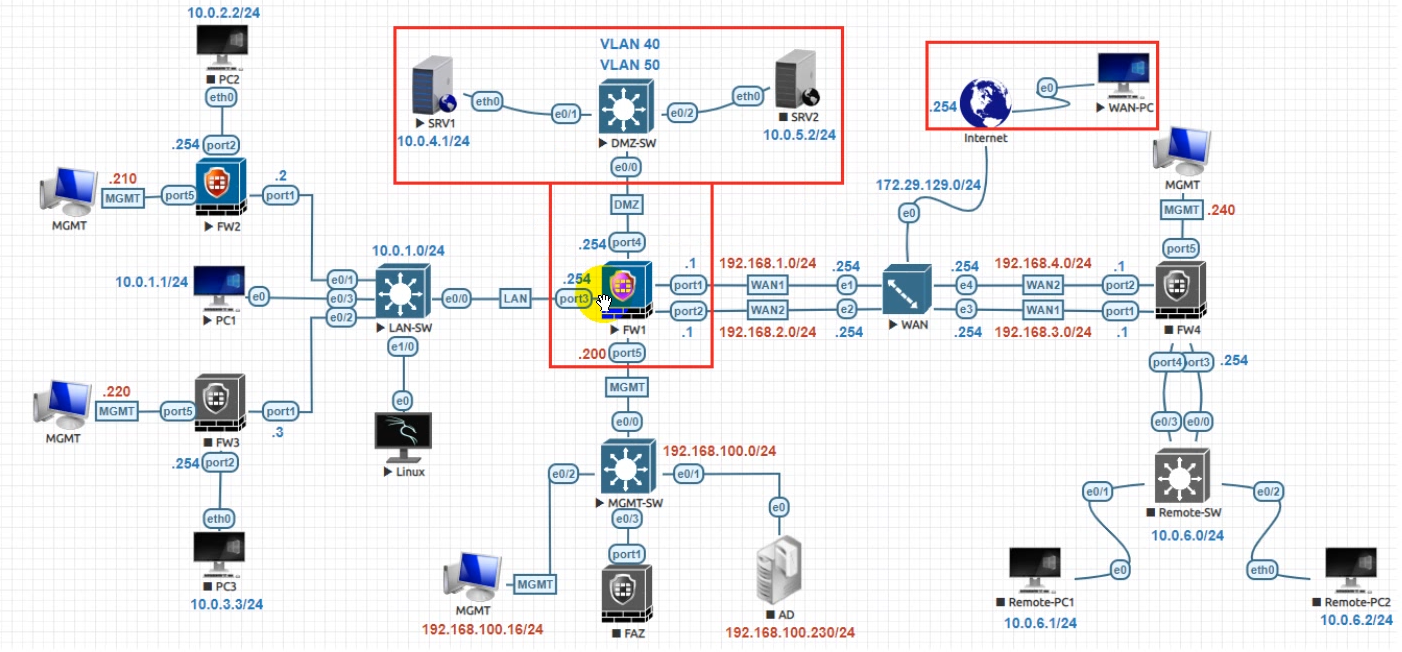 10.0.2.2/24
PC2
eth0
.254
port2
.210
MGMT
port5
.2
port1
MGMT
FW2
10.0.1.1/24
e0
PC1
10.0.1.0/24
e0/1
e0/3
e0/2
e0/0
LAN
LAN-SW
e1/0
e0
Linux
.220
MGMT
port5
port1
.3
MGMT
FW3
.254
port2
eth0
PC3
10.0.3.3/24
VLAN 40
VLAN 50
eth0
e0/1
e0/2
eth0
SRV1
10.0.4.1/24
DMZ-SW
SRV2
10.0.5.2/24
e0/0
DMZ
.254
port4
.254
port3
FW1
.200
port5
MGMT
e0/0
.1
port1
192.168.1.0/24
WAN1
.254
e1
port2
.1
WAN2
192.168.2.0/24
e2
.254
WAN
172.29.129.0/24
e0
.254
Internet
e0
WAN-PC
.254
e4
192.168.4.0/24
WAN2
.1
port2
e3
.254
WAN1
192.168.3.0/24
port1
.1
FW4
MGMT
MGMT
.240
port5
port4
port3
.254
e0/3
e0/0
e0/1
e0/2
Remote-SW
10.0.6.0/24
e0
Remote-PC1
10.0.6.1/24
eth0
Remote-PC2
10.0.6.2/24
192.168.100.0/24
e0/2
e0/1
MGMT-SW
e0/3
port1
FAZ
MGMT
MGMT
192.168.100.16/24
e0
AD
192.168.100.230/24